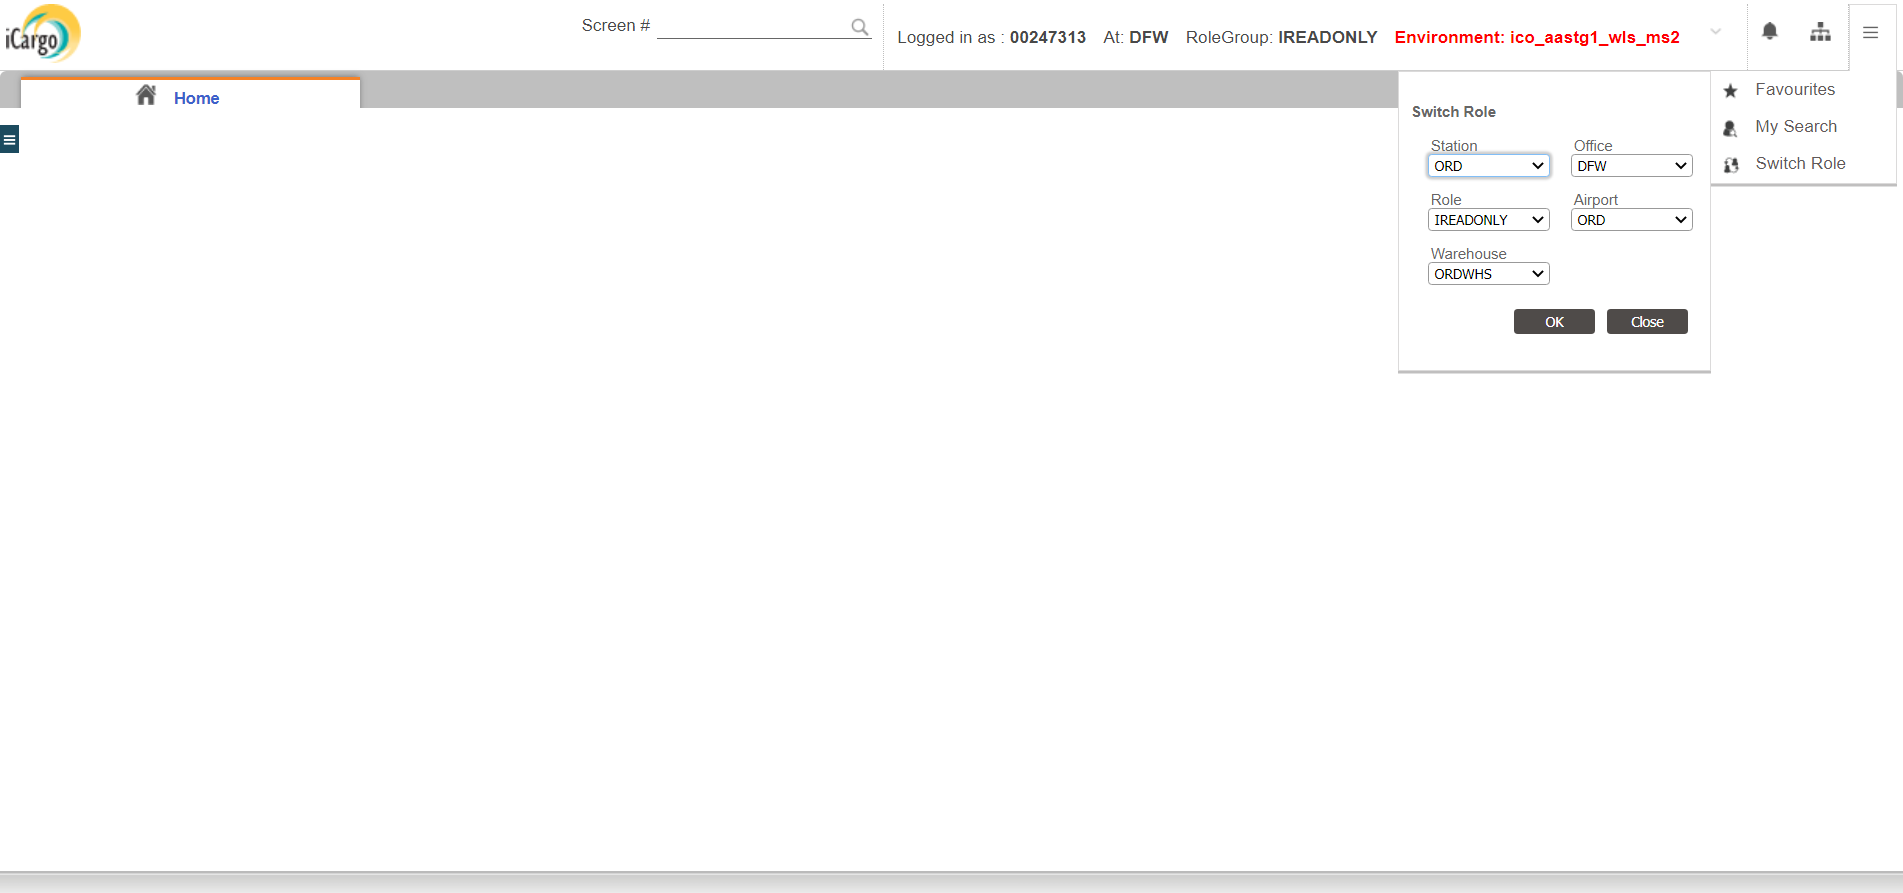 iCargo
Screen #
Logged in as : 00247313 At: DFW RoleGroup: IREADONLY Environment: ico_aastg1_wls_ms2
Home
Favourites
My Search
Switch Role
Switch Role
Station Office
ORD DFW
Role Airport
IREADONLY ORD
Warehouse
ORDWHS
OK Close